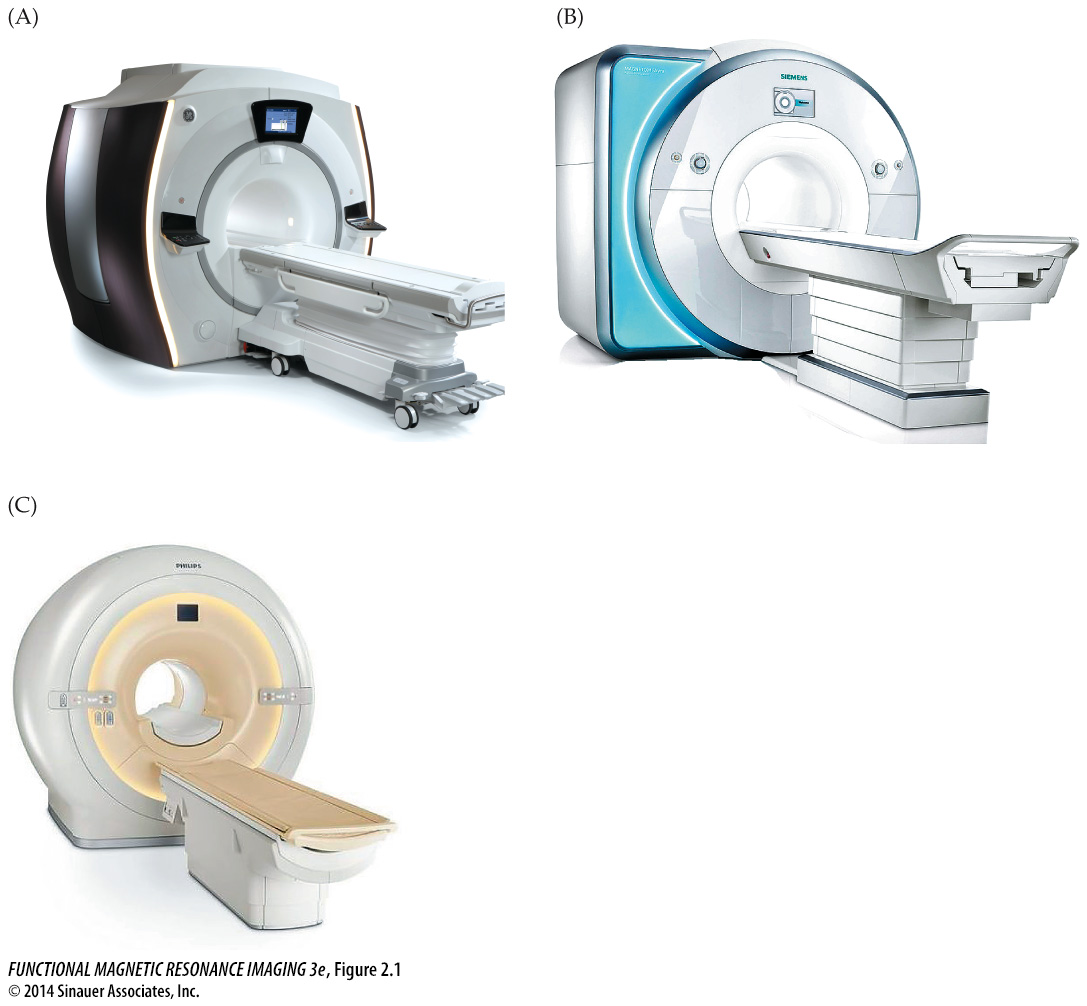 (A)
(B)
SIEMENS
(C)
PHILIPS
FUNCTIONAL MAGNETIC RESONANCE IMAGING 3e, Figure 2.1
© 2014 Sinauer Associates, Inc.